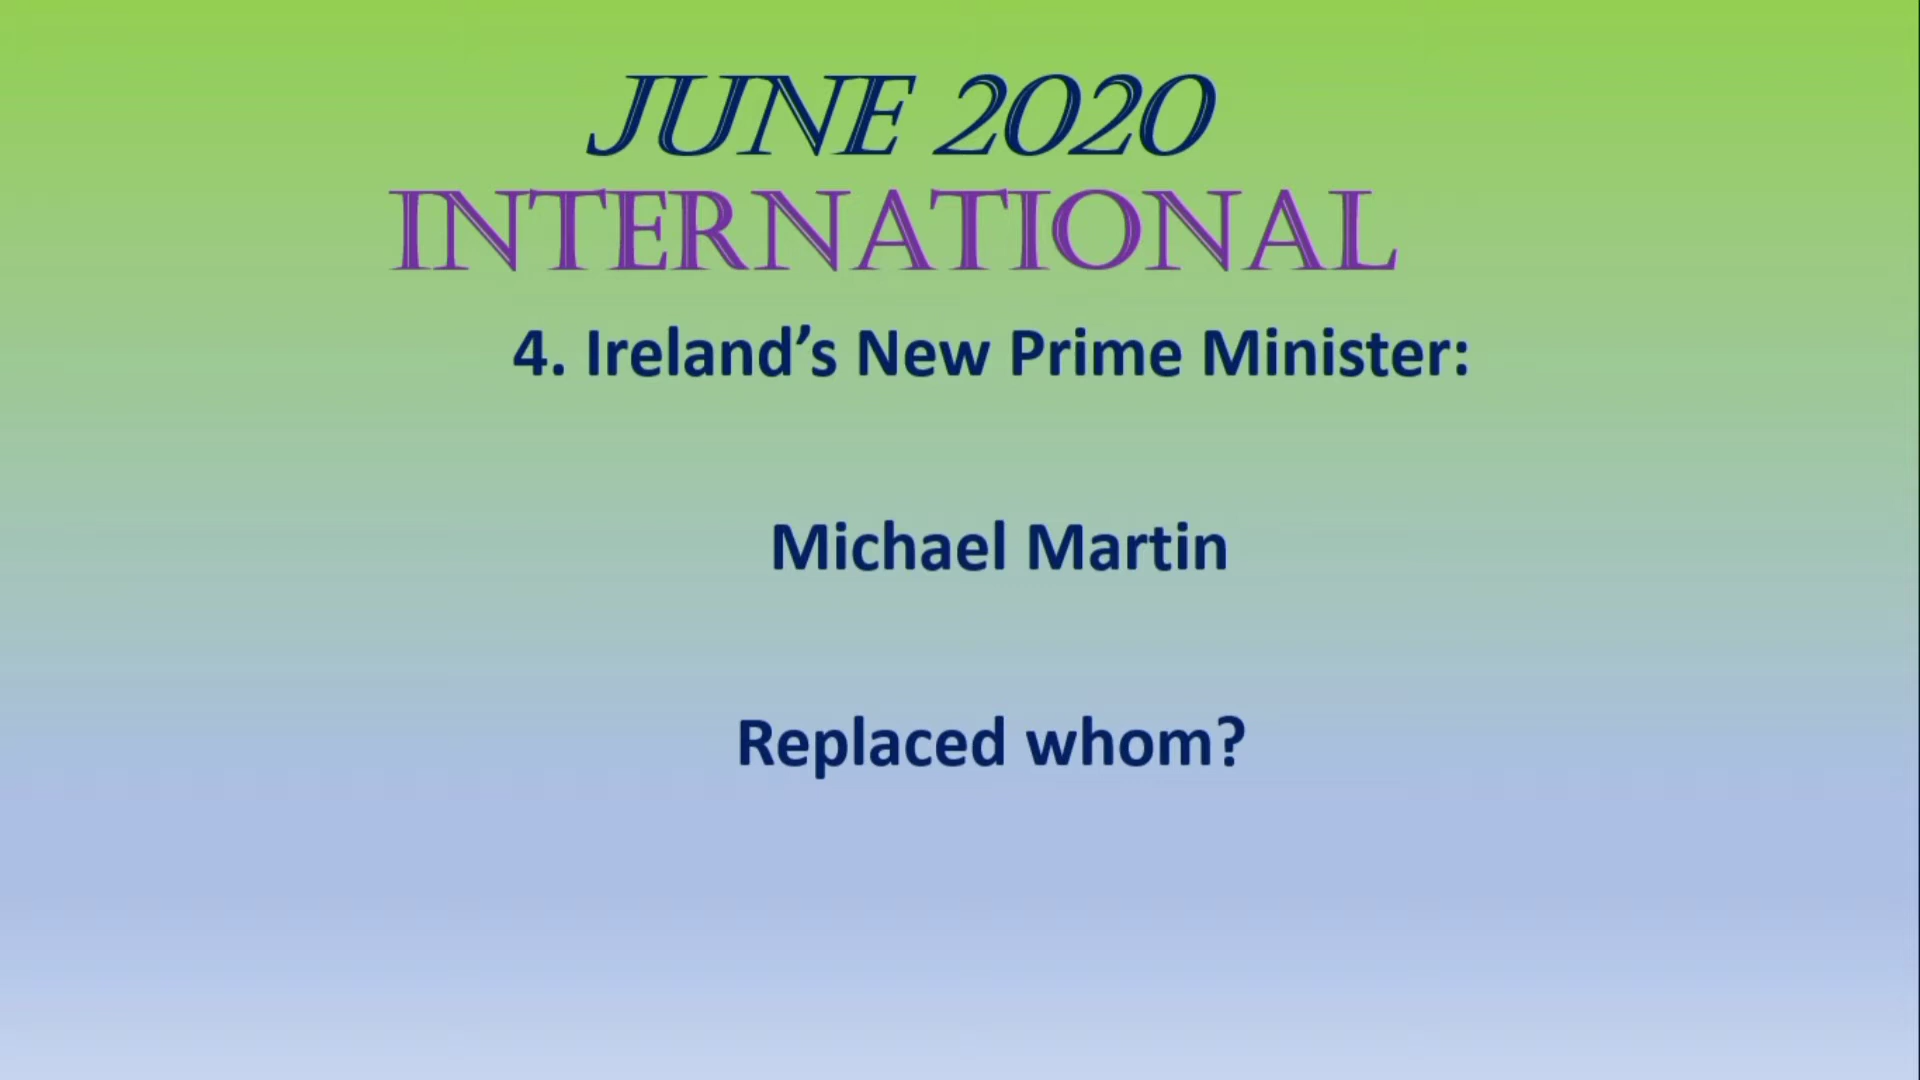 JUNE 2020
INTERNATIONAL
4. Ireland’s New Prime Minister:
Michael Martin
Replaced whom?